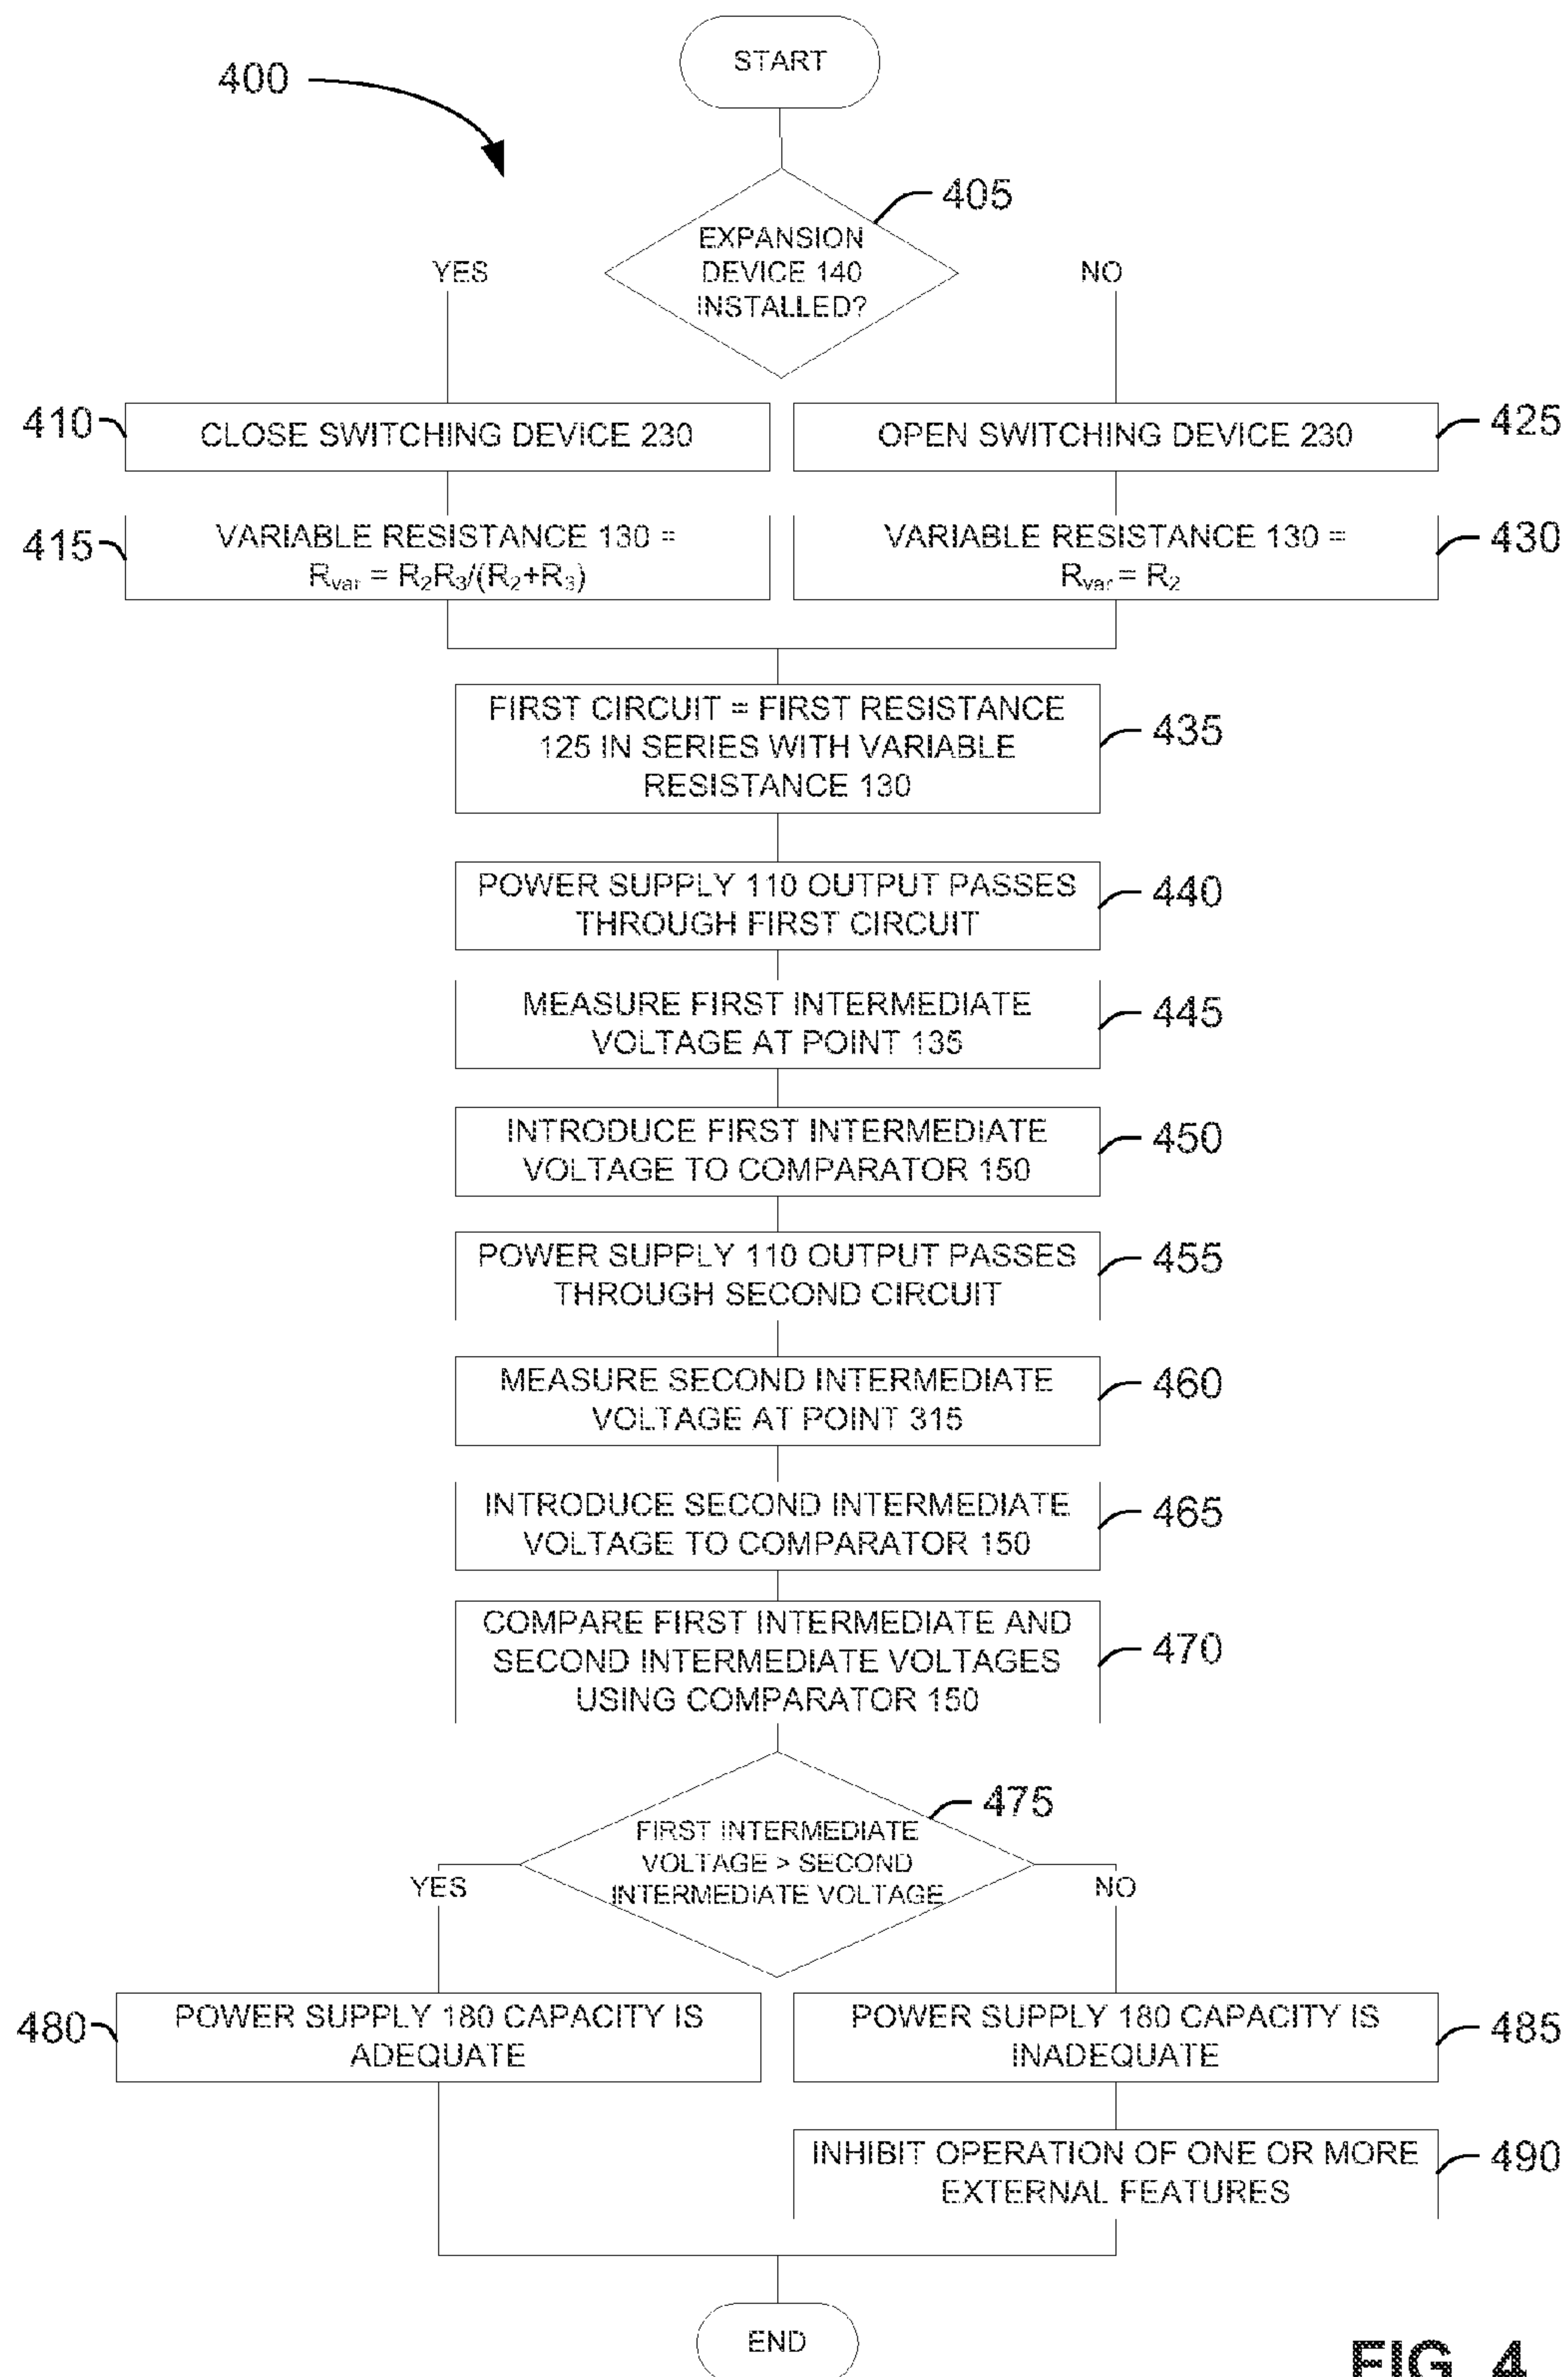 START
400
405
EXPANSION
DEVICE 140
INSTALLED?
YES
NO
410
CLOSE SWITCHING DEVICE 230
OPEN SWITCHING DEVICE 230
425
415
VARIABLE RESISTANCE 130 =
Rvar = R2R3/(R2+R3)
VARIABLE RESISTANCE 130 =
Rvar = R2
430
FIRST CIRCUIT = FIRST RESISTANCE
125 IN SERIES WITH VARIABLE
RESISTANCE 130
435
POWER SUPPLY 110 OUTPUT PASSES
THROUGH FIRST CIRCUIT
440
MEASURE FIRST INTERMEDIATE
VOLTAGE AT POINT 135
445
INTRODUCE FIRST INTERMEDIATE
VOLTAGE TO COMPARATOR 150
450
POWER SUPPLY 110 OUTPUT PASSES
THROUGH SECOND CIRCUIT
455
MEASURE SECOND INTERMEDIATE
VOLTAGE AT POINT 315
460
INTRODUCE SECOND INTERMEDIATE
VOLTAGE TO COMPARATOR 150
465
COMPARE FIRST INTERMEDIATE AND
SECOND INTERMEDIATE VOLTAGES
USING COMPARATOR 150
470
475
FIRST INTERMEDIATE
VOLTAGE > SECOND
INTERMEDIATE VOLTAGE
YES
NO
480
POWER SUPPLY 180 CAPACITY IS
ADEQUATE
POWER SUPPLY 180 CAPACITY IS
INADEQUATE
485
INHIBIT OPERATION OF ONE OR MORE
EXTERNAL FEATURES
490
END
FIG. 4